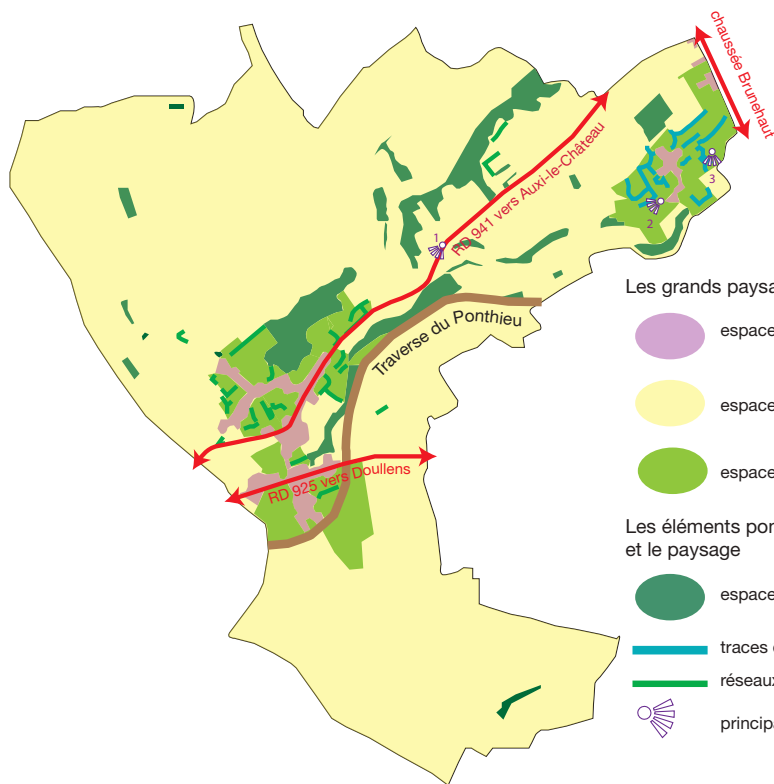 chaussée Brunehaut
RD 941 vers Auxi-le-Château
1
3
2
Traverse du Ponthieu
RD 925 vers Doullens
Les grands paysa
espace
espace
espace
Les éléments pon
et le paysage
espace
traces
réseaux
principa